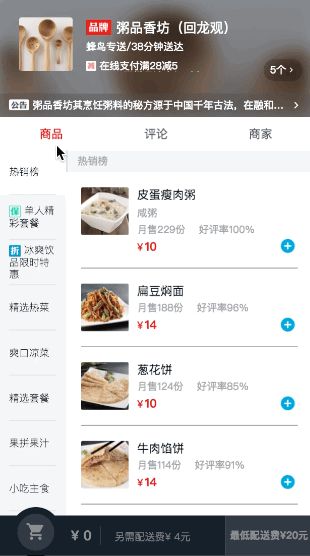 品牌 粥品香坊（回龙观）
蜂鸟专送/38分钟送达
减 在线支付满28减5
5个 >
公告 粥品香坊其烹饪粥料的秘方源于中国千年古法，在融和... >
商品 评论 商家
热销榜
保 单人精
彩套餐
折 冰爽饮
品限时特
惠
精选热菜
爽口凉菜
精选套餐
果拼果汁
小吃主食
热销榜
皮蛋瘦肉粥
咸粥
月售229份 好评率100%
¥10
扁豆焖面
月售188份 好评率96%
¥14
葱花饼
月售124份 好评率85%
¥10
牛肉馅饼
月售114份 好评率91%
¥14
¥ 0 另需配送费¥ 4元 最低配送费¥20元